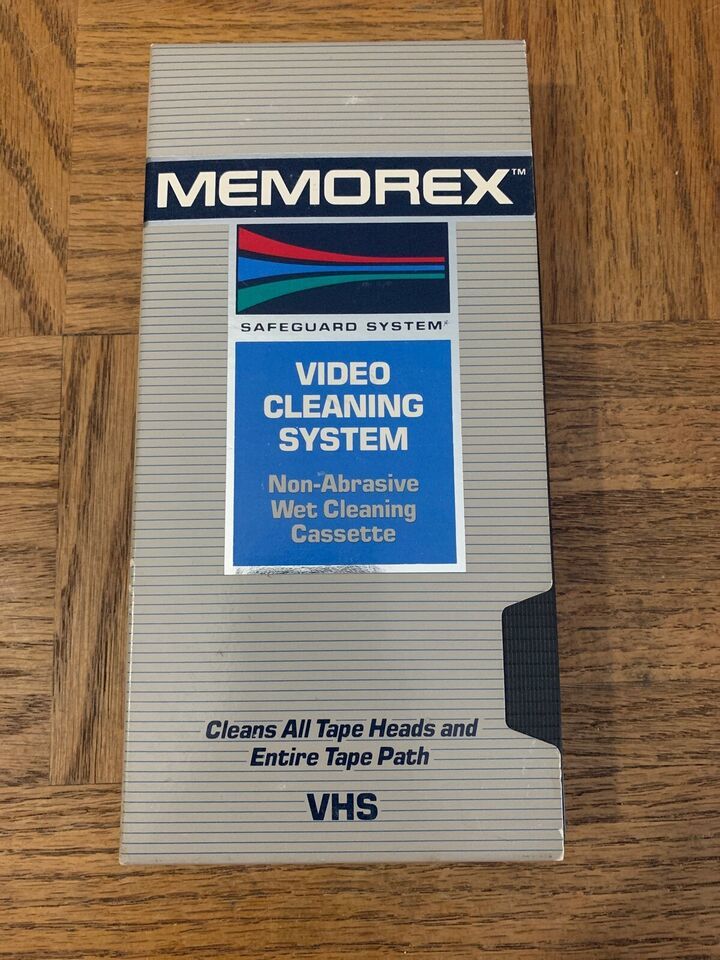 MEMOREX™
SAFEGUARD SYSTEM*
VIDEO
CLEANING
SYSTEM
Non-Abrasive
Wet Cleaning
Cassette
Cleans All Tape Heads and
Entire Tape Path
VHS